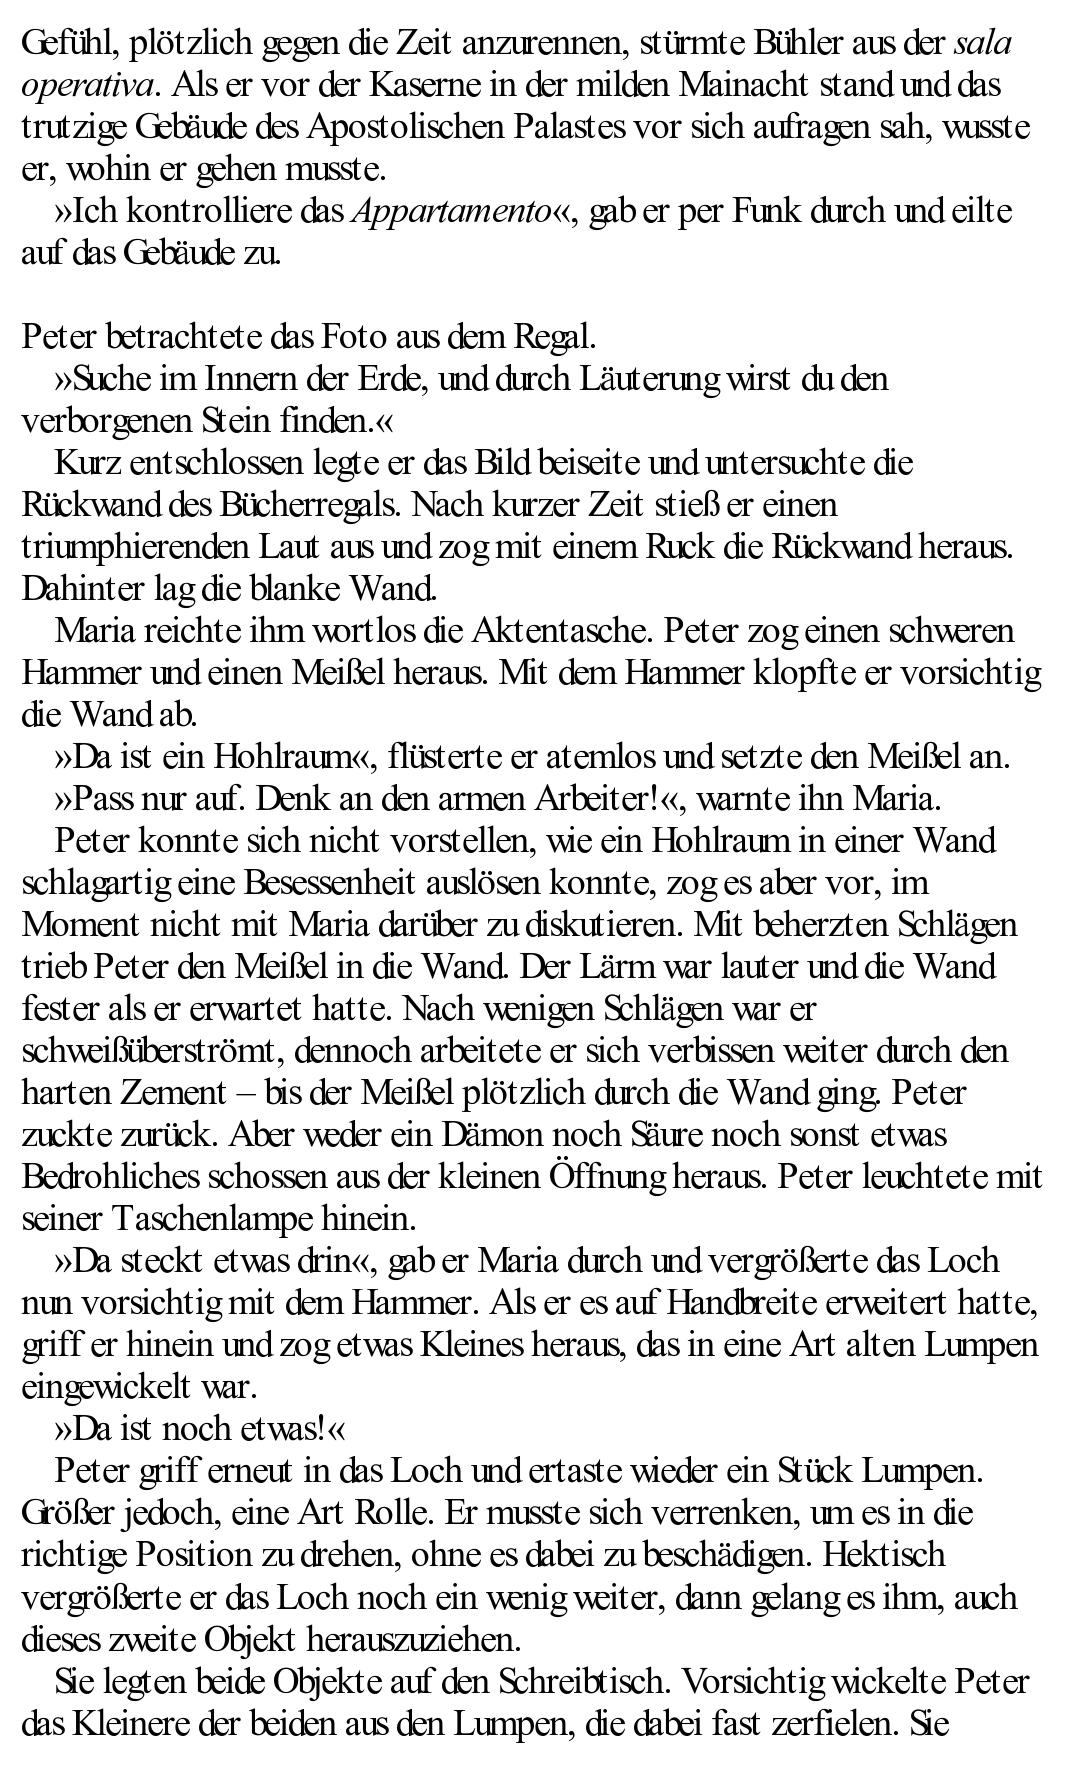 Gefühl, plötzlich gegen die Zeit anzurennen, stürmte Bühler aus der sala
operativa. Als er vor der Kaserne in der milden Mainacht stand und das
trutzige Gebäude des Apostolischen Palastes vor sich aufragen sah, wusste
er, wohin er gehen musste.
»Ich kontrolliere das Appartamento«, gab er per Funk durch und eilte
auf das Gebäude zu.
Peter betrachtete das Foto aus dem Regal.
»Suche im Innern der Erde, und durch Läuterung wirst du den
verborgenen Stein finden.«
Kurz entschlossen legte er das Bild beiseite und untersuchte die
Rückwand des Bücherregals. Nach kurzer Zeit stieß er einen
triumphierenden Laut aus und zog mit einem Ruck die Rückwand heraus.
Dahinter lag die blanke Wand.
Maria reichte ihm wortlos die Aktentasche. Peter zog einen schweren
Hammer und einen Meißel heraus. Mit dem Hammer klopfte er vorsichtig
die Wand ab.
»Da ist ein Hohlraum«, flüsterte er atemlos und setzte den Meißel an.
»Pass nur auf. Denk an den armen Arbeiter!«, warnte ihn Maria.
Peter konnte sich nicht vorstellen, wie ein Hohlraum in einer Wand
schlagartig eine Besessenheit auslösen konnte, zog es aber vor, im
Moment nicht mit Maria darüber zu diskutieren. Mit beherzten Schlägen
trieb Peter den Meißel in die Wand. Der Lärm war lauter und die Wand
fester als er erwartet hatte. Nach wenigen Schlägen war er
schweißüberströmt, dennoch arbeitete er sich verbissen weiter durch den
harten Zement – bis der Meißel plötzlich durch die Wand ging. Peter
zuckte zurück. Aber weder ein Dämon noch Säure noch sonst etwas
Bedrohliches schossen aus der kleinen Öffnung heraus. Peter leuchtete mit
seiner Taschenlampe hinein.
»Da steckt etwas drin«, gab er Maria durch und vergrößerte das Loch
nun vorsichtig mit dem Hammer. Als er es auf Handbreite erweitert hatte,
griff er hinein und zog etwas Kleines heraus, das in eine Art alten Lumpen
eingewickelt war.
»Da ist noch etwas!«
Peter griff erneut in das Loch und ertaste wieder ein Stück Lumpen.
Größer jedoch, eine Art Rolle. Er musste sich verrenken, um es in die
richtige Position zu drehen, ohne es dabei zu beschädigen. Hektisch
vergrößerte er das Loch noch ein wenig weiter, dann gelang es ihm, auch
dieses zweite Objekt herauszuziehen.
Sie legten beide Objekte auf den Schreibtisch. Vorsichtig wickelte Peter
das Kleinere der beiden aus den Lumpen, die dabei fast zerfielen. Sie